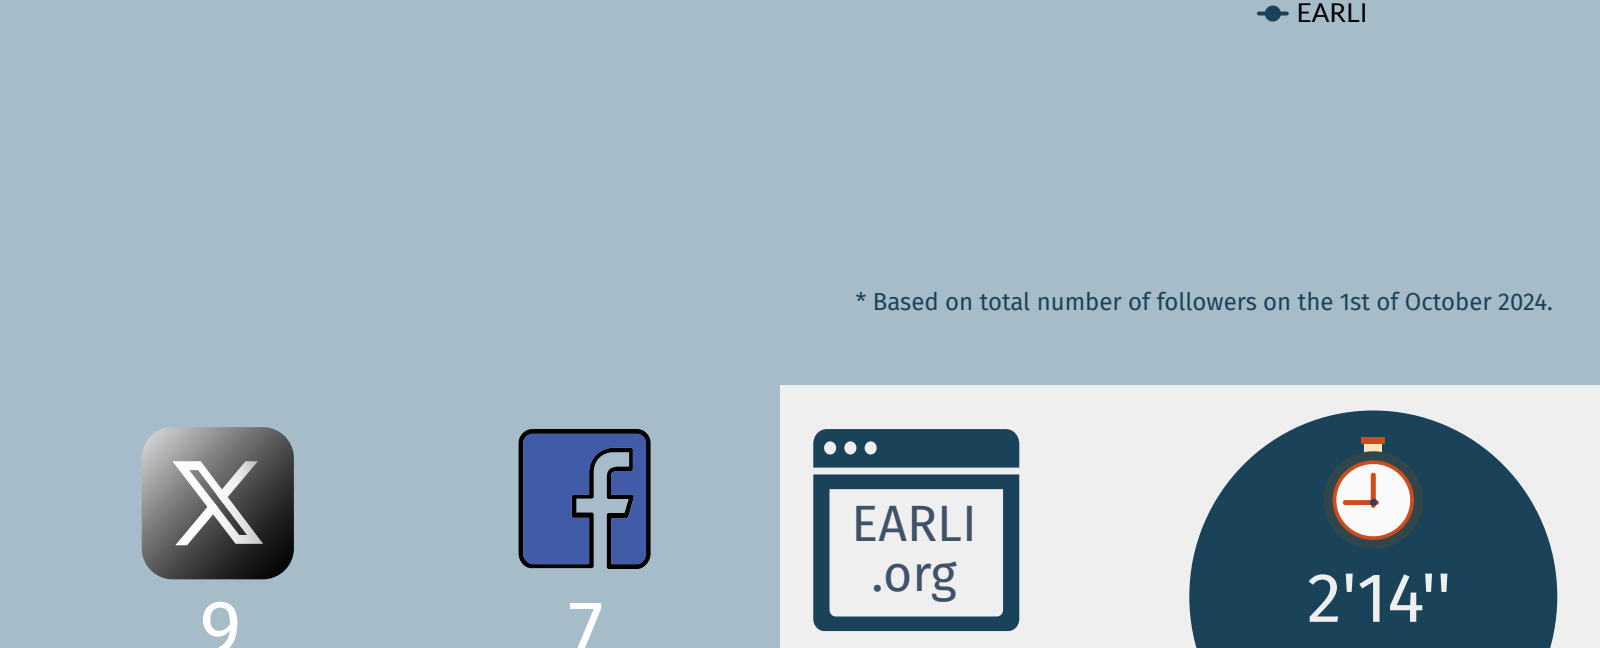 EARLI
* Based on total number of followers on the 1st of October 2024.
EARLI
.org
2'14''
9
7